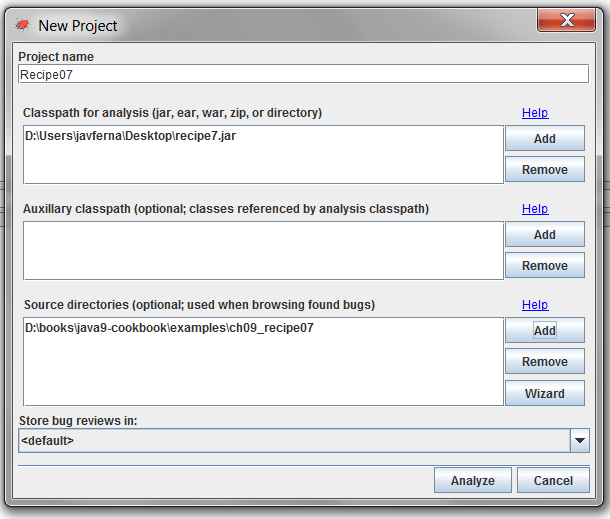 New Project
Project name
Recipe07
Classpath for analysis (jar, ear, war, zip, or directory)
Help
D:\Users\javferna\Desktop\recipe7.jar
Add
Remove
Auxillary classpath (optional; classes referenced by analysis classpath)
Help
Add
Remove
Source directories (optional; used when browsing found bugs)
Help
D:\books\java9-cookbook\examples\ch09_recipe07
Add
Remove
Wizard
Store bug reviews in:
<default>
Analyze
Cancel